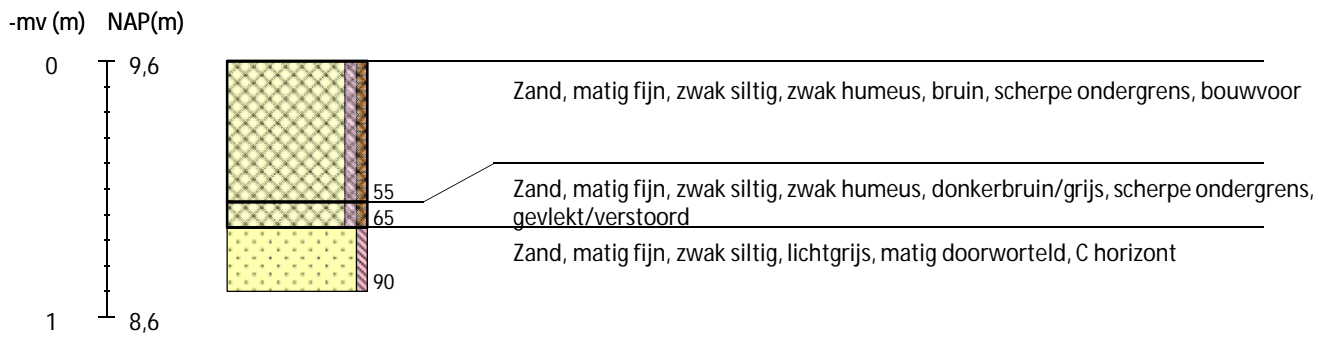 -mv (m) NAP(m)
0 9,6
Zand, matig fijn, zwak siltig, zwak humeus, bruin, scherpe ondergrens, bouwvoor
55
Zand, matig fijn, zwak siltig, zwak humeus, donkerbruin/grijs, scherpe ondergrens,
gevlekt/verstoord
65
Zand, matig fijn, zwak siltig, lichtgrijs, matig doorworteld, C horizont
90
1 8,6